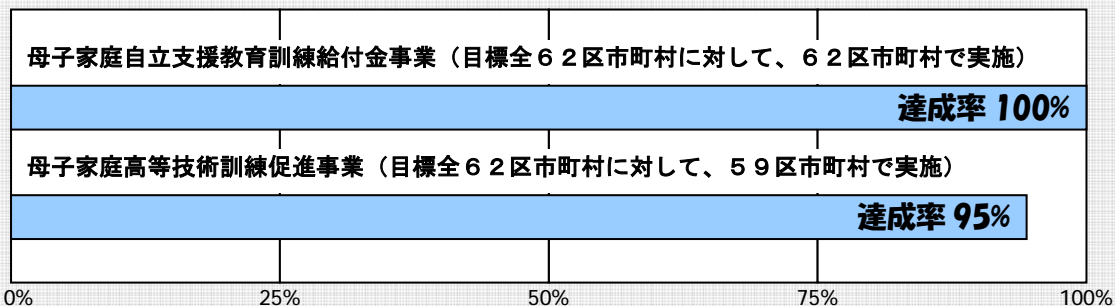 母子家庭自立支援教育訓練給付金事業（目標全６２区市町村に対して、６２区市町村で実施）
達成率 100%
母子家庭高等技術訓練促進事業（目標全６２区市町村に対して、５９区市町村で実施）
達成率 95%
0% 25% 50% 75% 100%